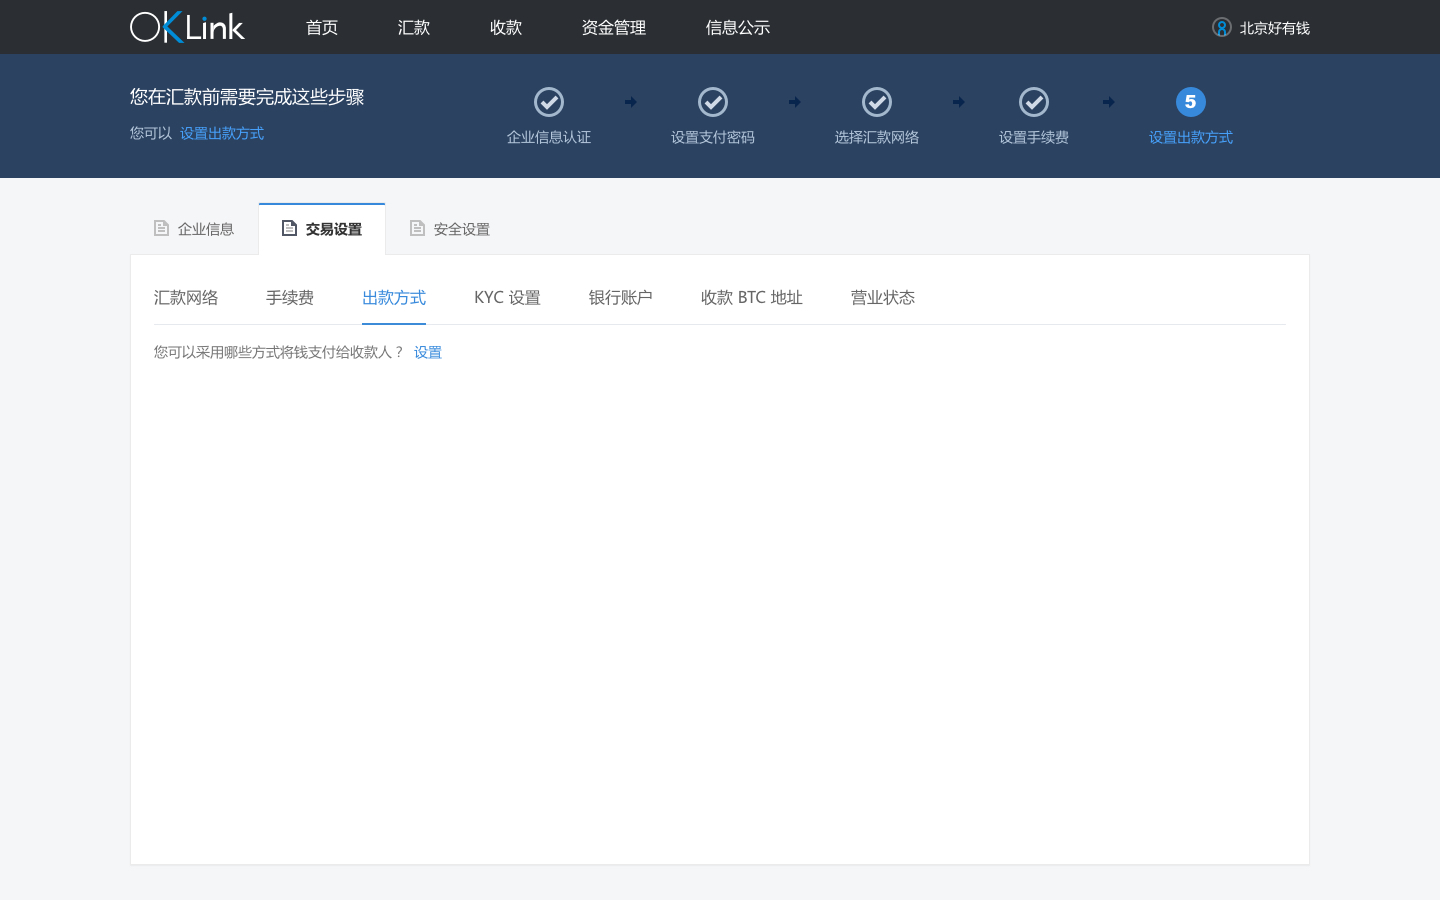 OKLink 首页 汇款 收款 资金管理 信息公示 北京好有钱
您在汇款前需要完成这些步骤
您可以 设置出款方式
5
企业信息认证 设置支付密码 选择汇款网络 设置手续费 设置出款方式
企业信息 交易设置 安全设置
汇款网络 手续费 出款方式 KYC 设置 银行账户 收款 BTC 地址 营业状态
您可以采用哪些方式将钱支付给收款人？ 设置